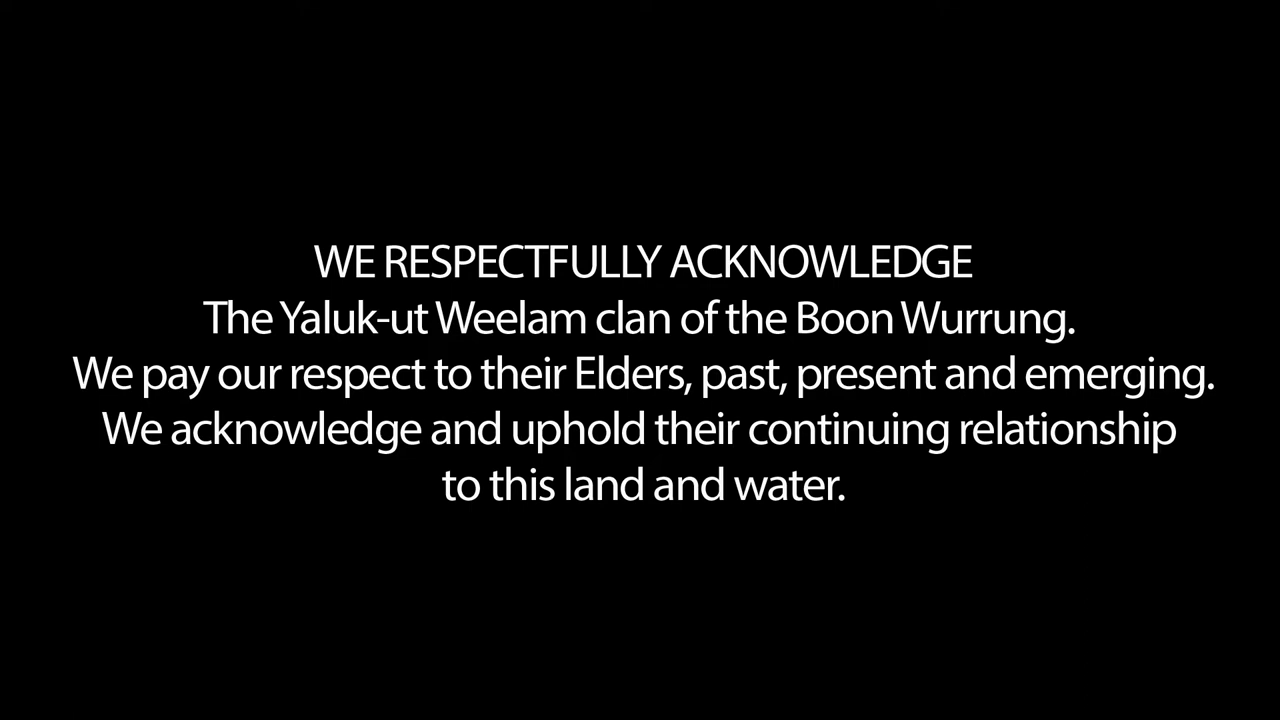 WE RESPECTFULLY ACKNOWLEDGE
The Yaluk-ut Weelam clan of the Boon Wurrung.
We pay our respect to their Elders, past, present and emerging.
We acknowledge and uphold their continuing relationship
to this land and water.